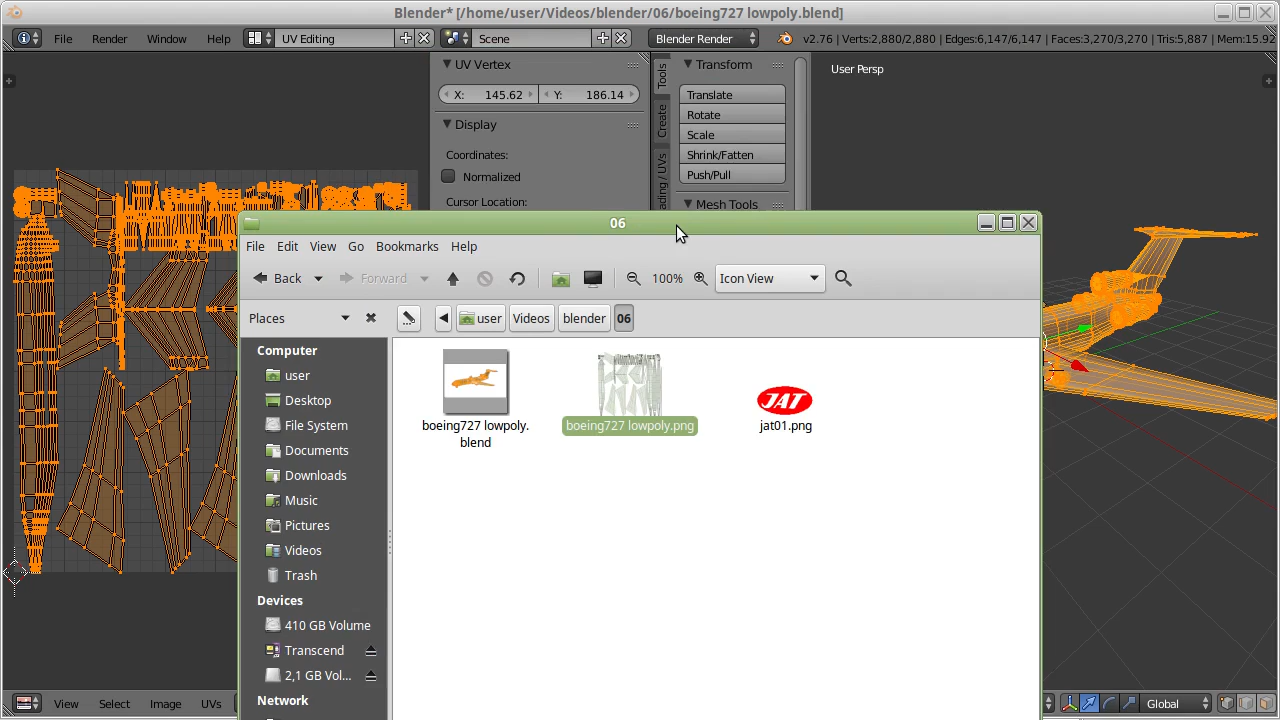 Blender* [/home/user/Videos/blender/06/boeing727 lowpoly.blend]
File Render Window Help UV Editing Scene Blender Render v2.76 | Verts:2,880/2,880 | Edges:6,147/6,147 | Faces:3,270/3,270 | Tris:5,887 | Mem:15.92
UV Vertex
X: 145.62 Y: 186.14
Display
Coordinates:
Normalized
Cursor Location:
Tools
Create
Transform
Translate
Rotate
Scale
Shrink/Fatten
Push/Pull
Mesh Tools
User Persp
06
File Edit View Go Bookmarks Help
Back Forward 100% Icon View
Places user Videos blender 06
Computer
user
Desktop
File System
Documents
Downloads
Music
Pictures
Videos
Trash
Devices
410 GB Volume
Transcend
2,1 GB Vol...
Network
boeing727 lowpoly.
blend
boeing727 lowpoly.png
JAT
jat01.png
View Select Image UVs
Global